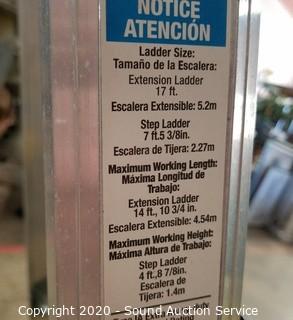 NOTICE
ATENCIÓN
Ladder Size:
Tamaño de la Escalera:
Extension Ladder
17 ft.
Escalera Extensible: 5.2m
Step Ladder
7 ft.5 3/8in.
Escalera de Tijera: 2.27m
Maximum Working Length:
Máxima Longitud de
Trabajo:
Extension Ladder
14 ft., 10 3/4 in.
Escalera Extensible: 4.54m
Maximum Working Height:
Máxima Altura de Trabajo:
Step Ladder
4 ft.,8 7/8in.
Escalera de
Tijera: 1.4m
Copyright 2020 - Sound Auction Service